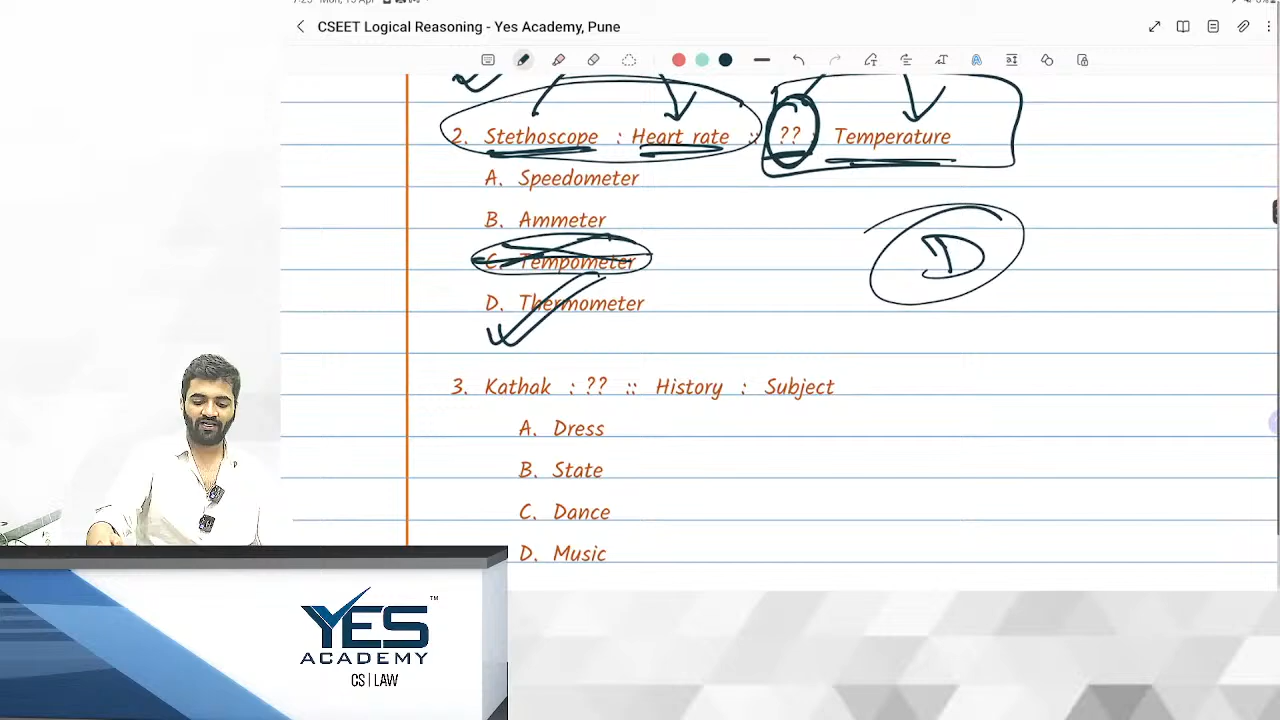 CSEET Logical Reasoning - Yes Academy, Pune
2. Stethoscope : Heart rate :: ?? : Temperature
A. Speedometer
B. Ammeter
C. Tempometer
D. Thermometer
D
3. Kathak : ?? :: History : Subject
A. Dress
B. State
C. Dance
D. Music
YES™
ACADEMY
CS | LAW